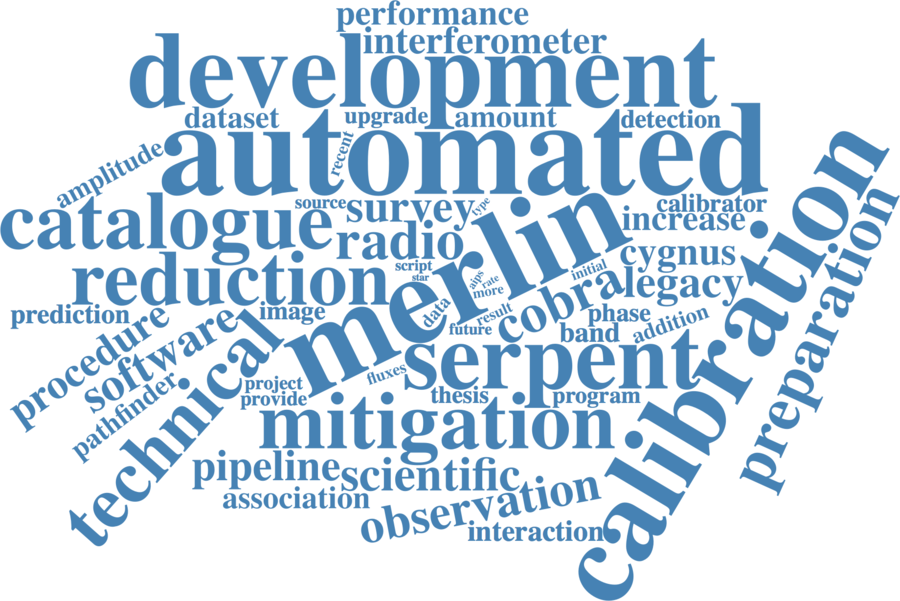 performance
interferometer
development
dataset
upgrade
amount
detection
automated
recent
amplitude
catalogue
source
survey
type
calibrator
increase
radio
merlin
cygnus
reduction
script
star
aips
rate
more
initial
cobra
legacy
prediction
image
data
result
future
phase
band
addition
procedure
software
pathfinder
technical
project
provide
fluxes
serpent
thesis
program
calibration
preparation
mitigation
pipeline
scientific
association
observation
interaction